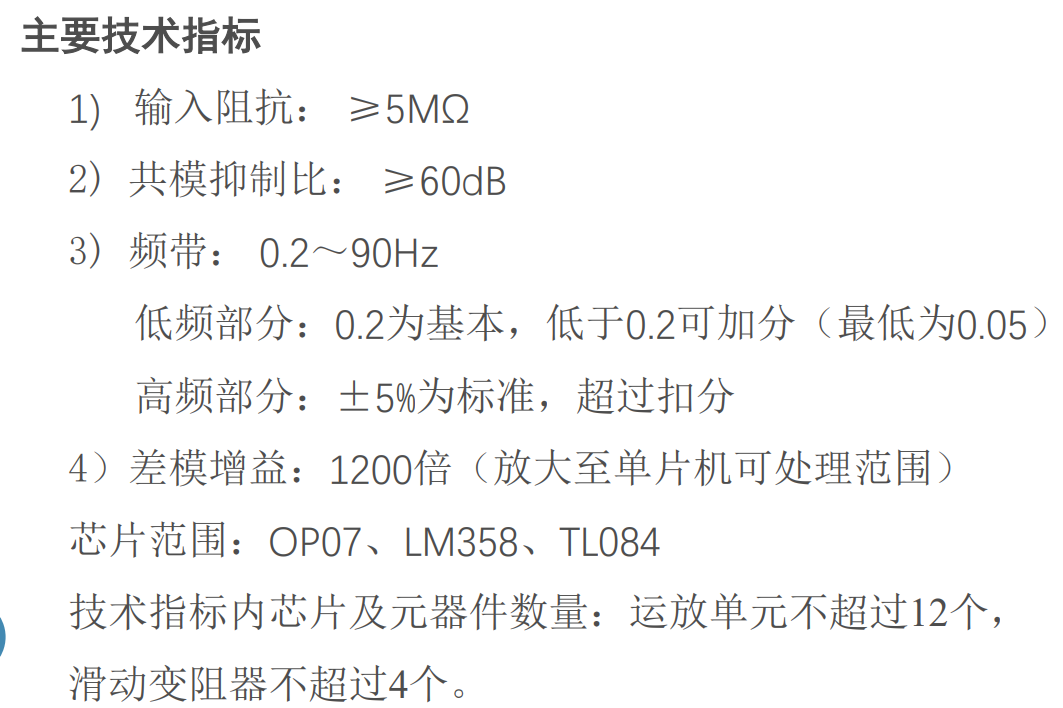 主要技术指标
1) 输入阻抗： ≥5MΩ
2）共模抑制比： ≥60dB
3）频带： 0.2～90Hz
低频部分：0.2为基本，低于0.2可加分（最低为0.05）
高频部分：±5%为标准，超过扣分
4）差模增益：1200倍（放大至单片机可处理范围）
芯片范围：OP07、LM358、TL084
技术指标内芯片及元器件数量：运放单元不超过12个，
滑动变阻器不超过4个。